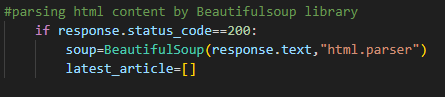 #parsing html content by Beautifulsoup library
if response.status_code==200:
soup=BeautifulSoup(response.text,"html.parser")
latest_article=[]